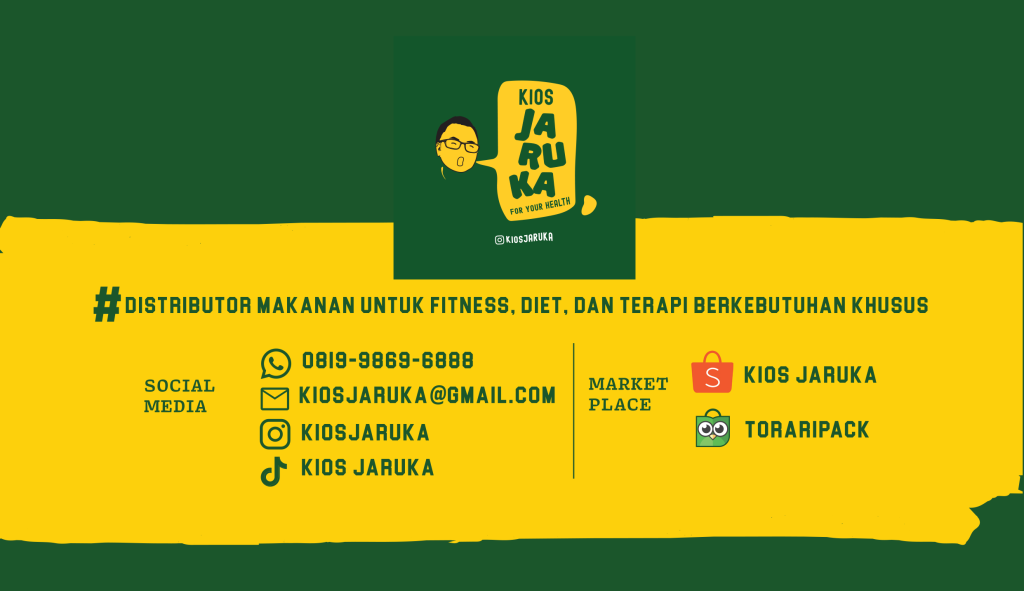 KIOS
JA
RU
KA
FOR YOUR HEALTH
KIOSJARUKA
#DISTRIBUTOR MAKANAN UNTUK FITNESS, DIET, DAN TERAPI BERKEBUTUHAN KHUSUS
SOCIAL
MEDIA
0819-9869-6888
KIOSJARUKA@GMAIL.COM
KIOSJARUKA
KIOS JARUKA
MARKET
PLACE
S
KIOS JARUKA
TORARIPACK